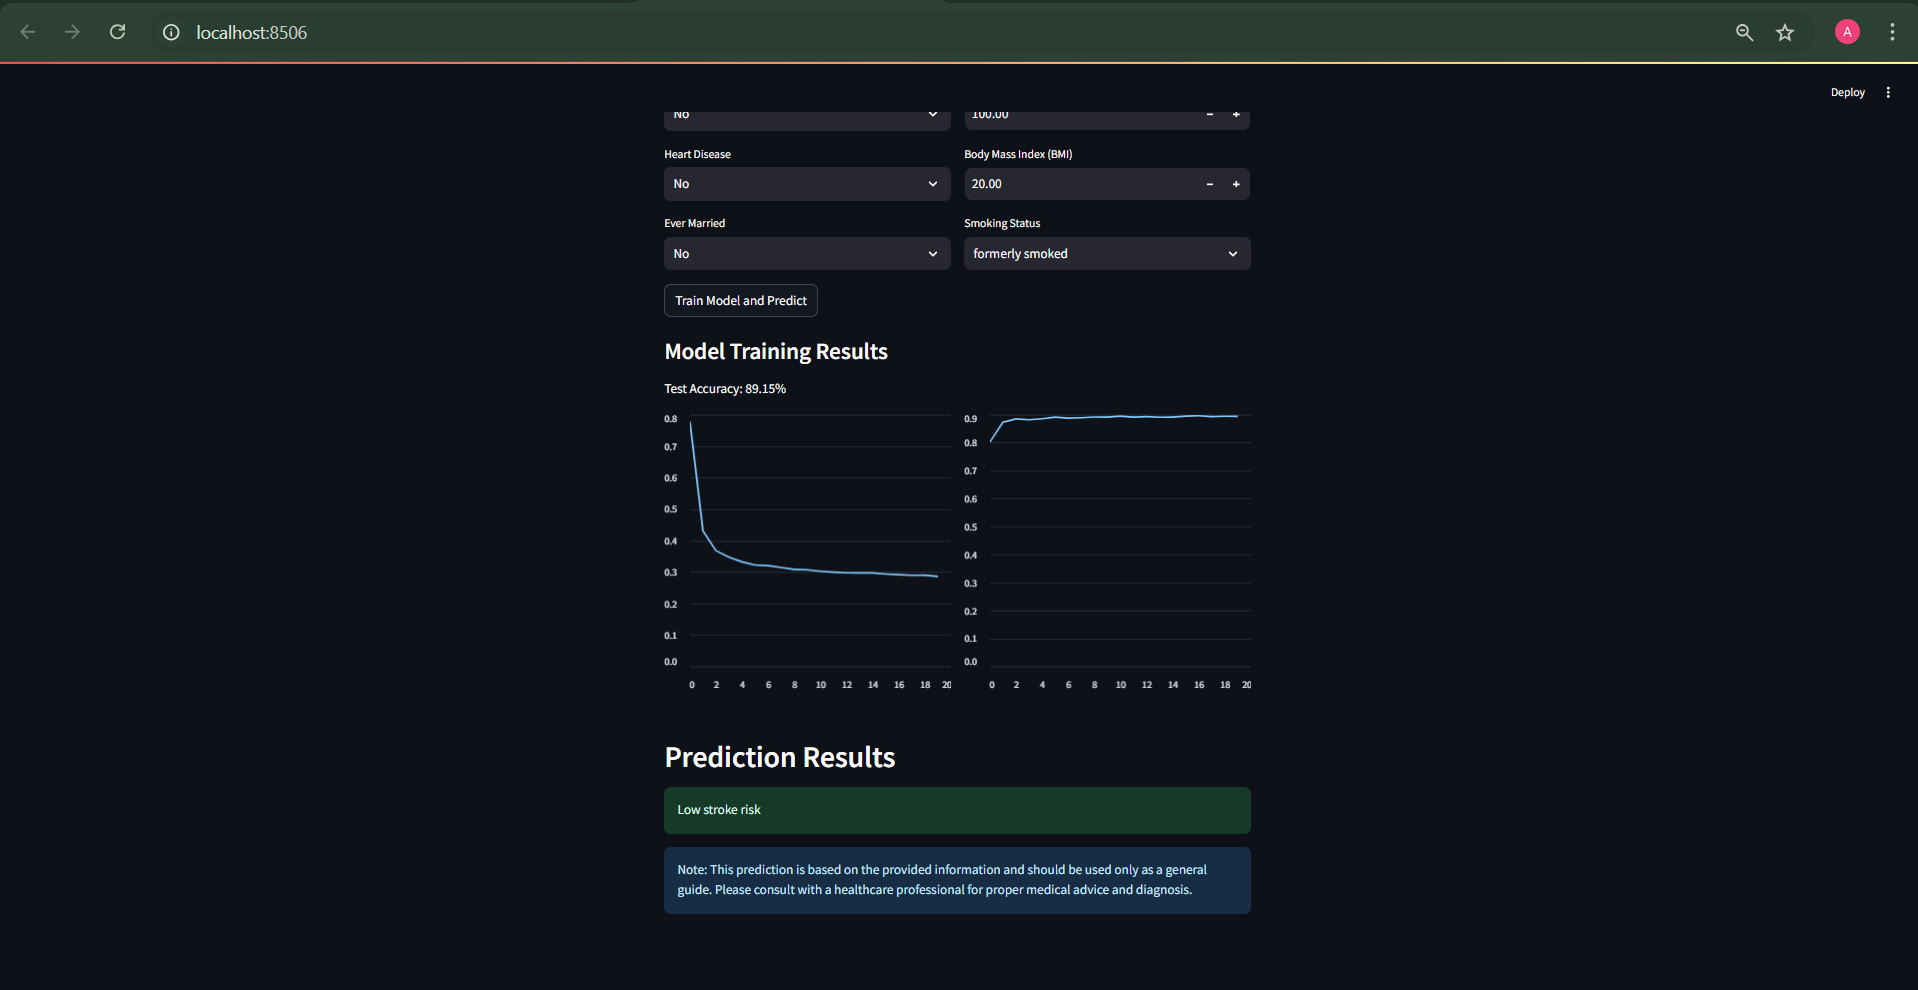 localhost:8506
A
Deploy
No
100.00
Heart Disease
Body Mass Index (BMI)
No
20.00
Ever Married
Smoking Status
No
formerly smoked
Train Model and Predict
Model Training Results
Test Accuracy: 89.15%
0.8
0.7
0.6
0.5
0.4
0.3
0.2
0.1
0.0
0 2 4 6 8 10 12 14 16 18 20
0.9
0.8
0.7
0.6
0.5
0.4
0.3
0.2
0.1
0.0
0 2 4 6 8 10 12 14 16 18 20
Prediction Results
Low stroke risk
Note: This prediction is based on the provided information and should be used only as a general
guide. Please consult with a healthcare professional for proper medical advice and diagnosis.